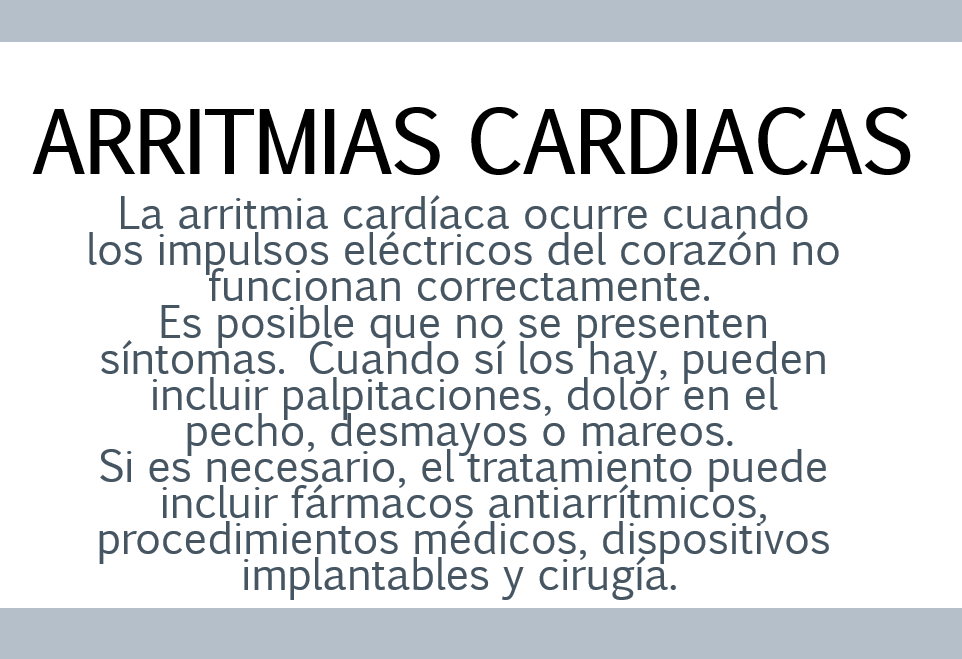 ARRITMIAS CARDIACAS
La arritmia cardíaca ocurre cuando
los impulsos eléctricos del corazón no
funcionan correctamente.
Es posible que no se presenten
síntomas.  Cuando sí los hay, pueden
incluir palpitaciones, dolor en el
pecho, desmayos o mareos.
Si es necesario, el tratamiento puede
incluir fármacos antiarrítmicos,
procedimientos médicos, dispositivos
implantables y cirugía.